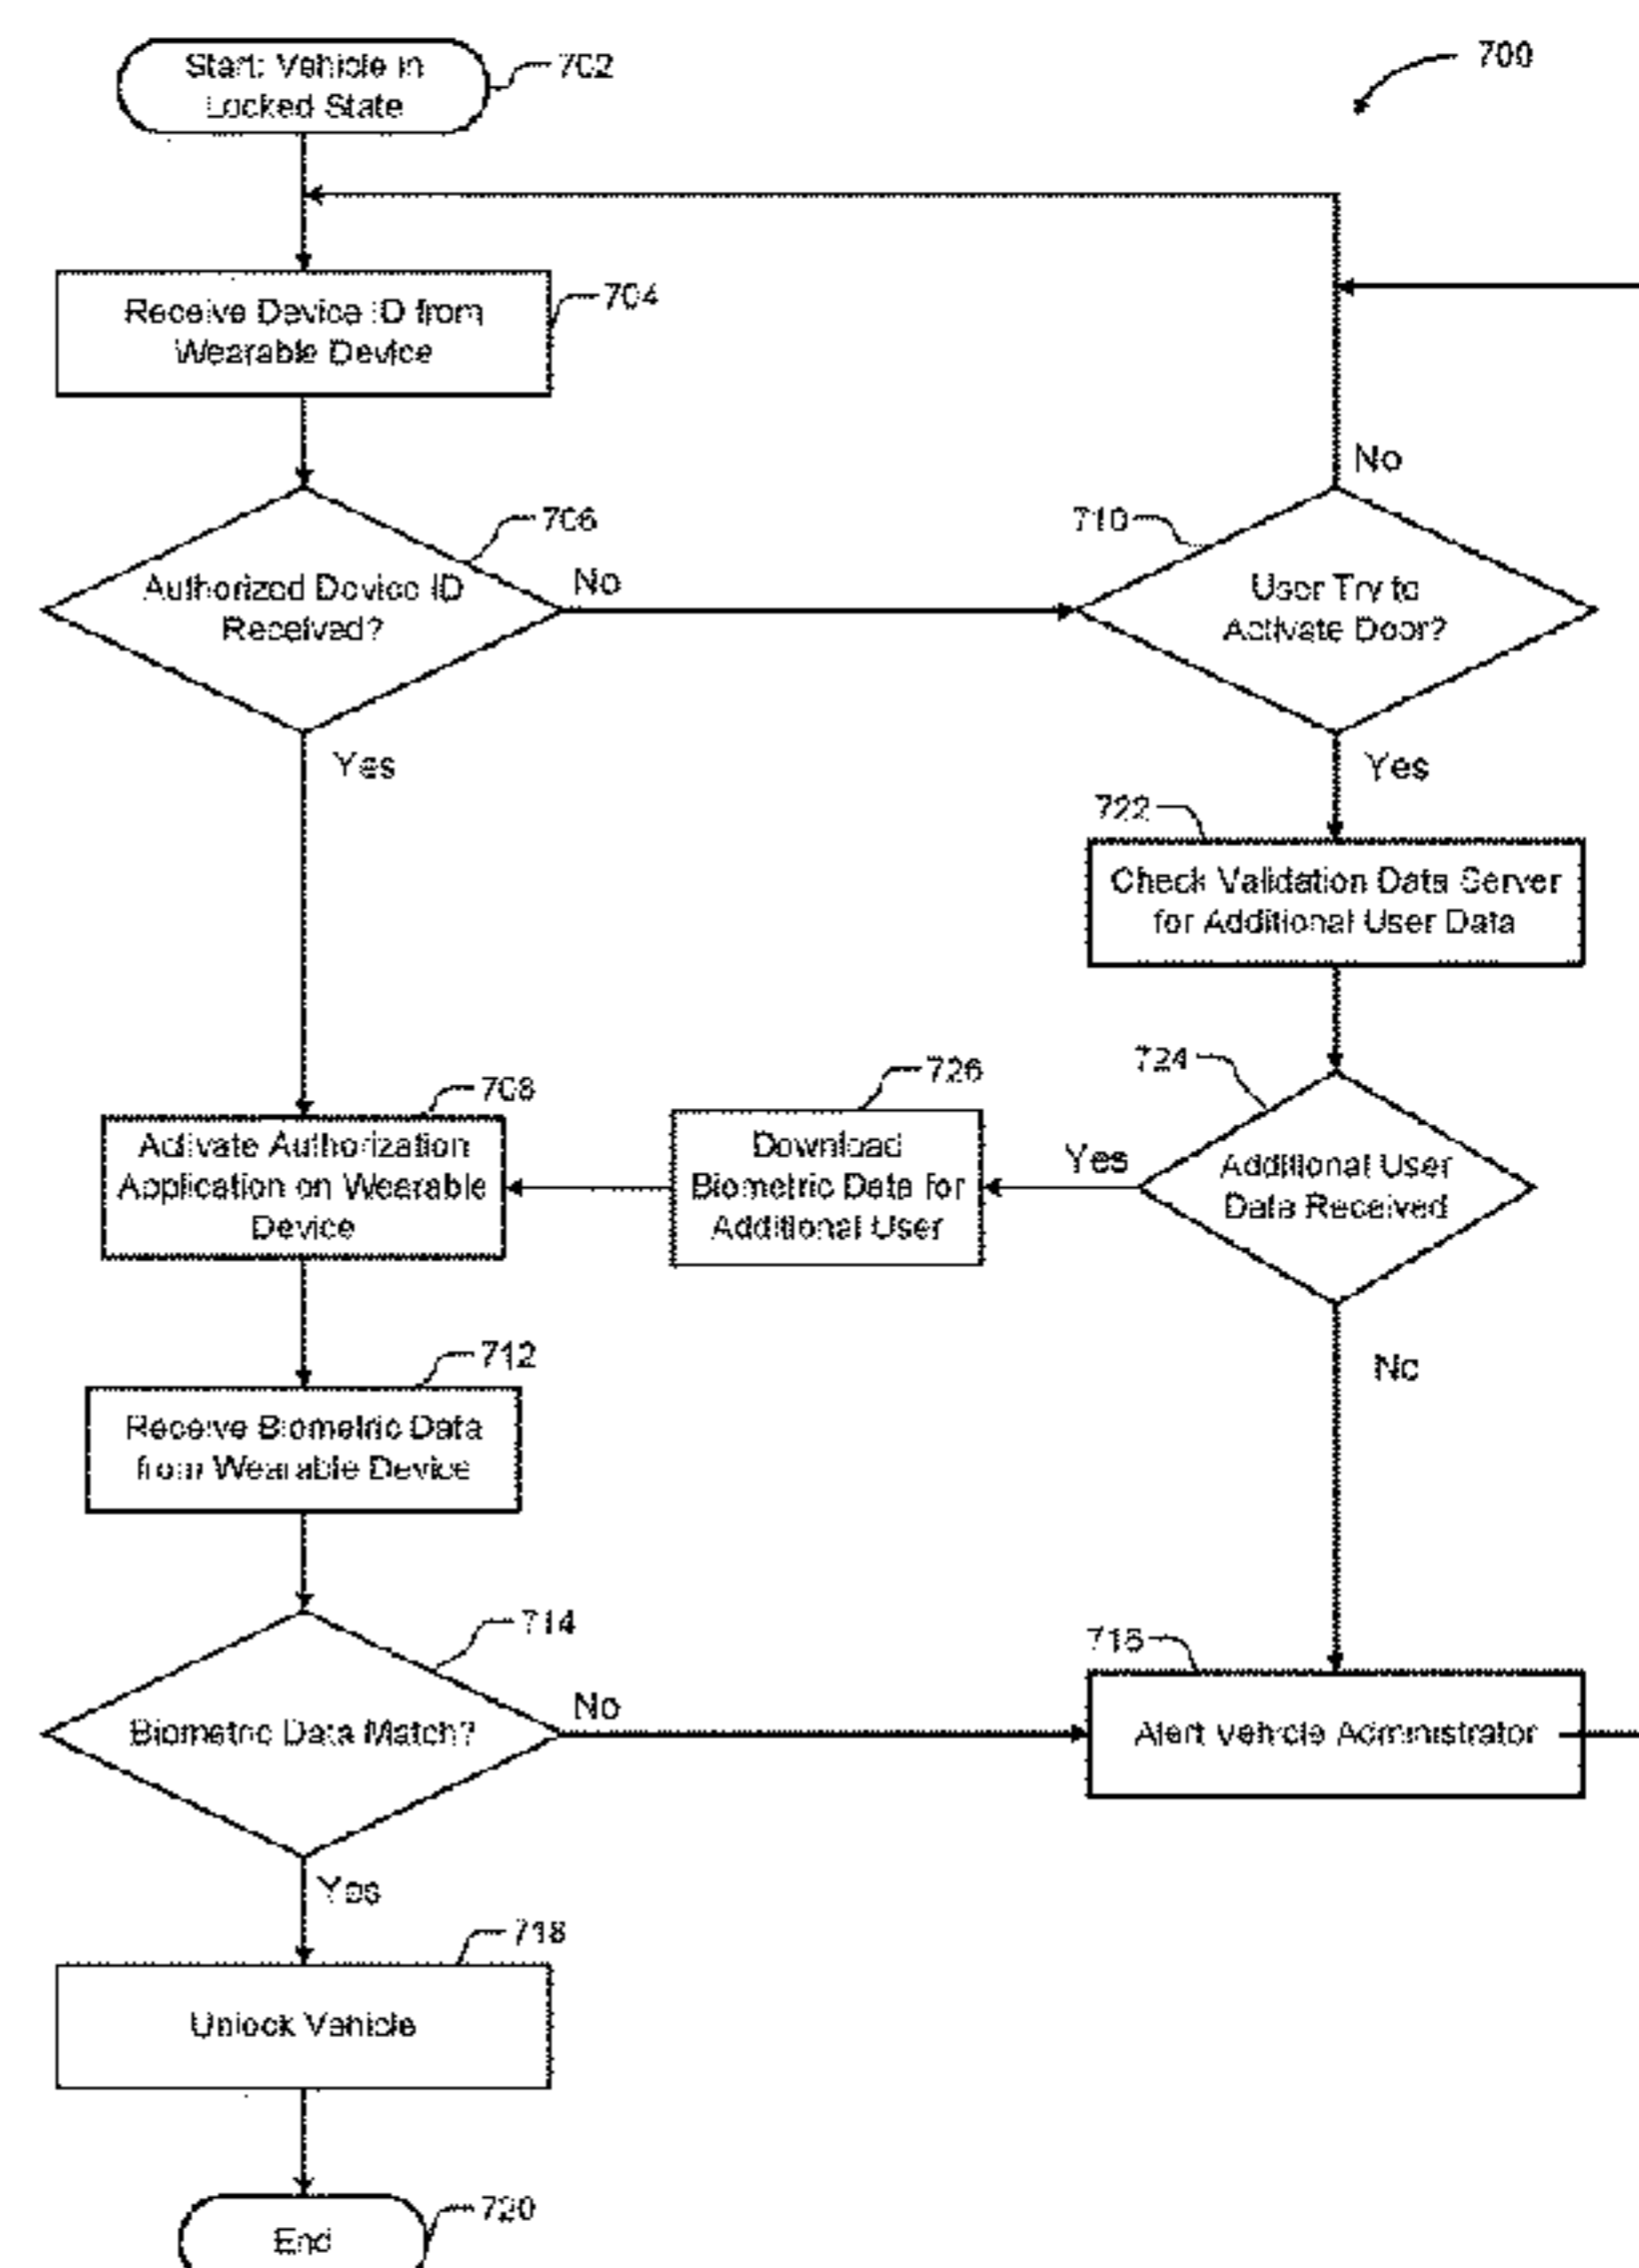 Start: Vehicle in
Locked State
702
700
Receive Device ID from
Wearable Device
704
706
Authorized Device ID
Received?
No
710
No
User Try to
Activate Door?
Yes
Yes
722
Check Validation Data Server
for Additional User Data
708
Activate Authorization
Application on Wearable
Device
726
Download
Biometric Data for
Additional User
Yes
724
Additional User
Data Received
No
712
Receive Biometric Data
from Wearable Device
714
Biometric Data Match?
No
716
Alert Vehicle Administrator
Yes
718
Unlock Vehicle
720
End